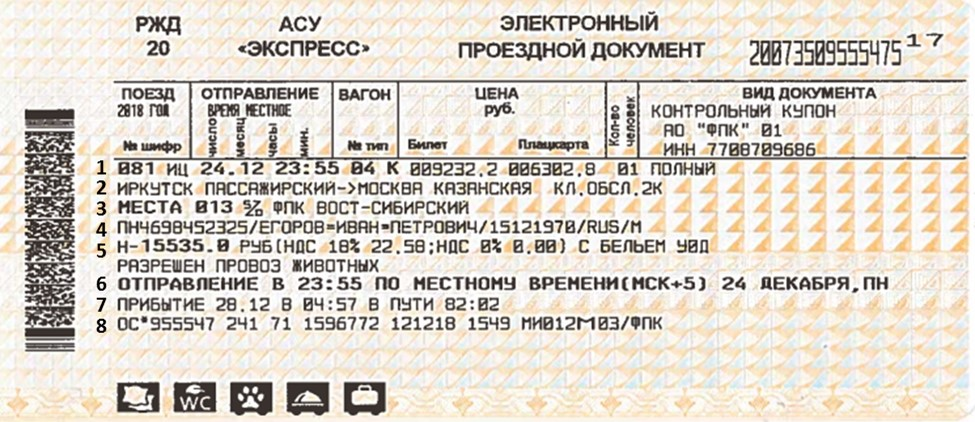 РЖД АСУ ЭЛЕКТРОННЫЙ
20 «ЭКСПРЕСС» ПРОЕЗДНОЙ ДОКУМЕНТ 20073509555475 17
ПОЕЗД ОТПРАВЛЕНИЕ ВАГОН ЦЕНА ВИД ДОКУМЕНТА
2018 ГОД ВРЕМЯ МЕСТНОЕ руб. КОНТРОЛЬНЫЙ КУПОН
число месяц часы мин. Кол-во человек АО "ФПК" 01
№ шифр № тип Билет Плацкарта ИНН 7708709686
1 081 ИЦ 24.12 23:55 04 К 009232,2 006302,8 01 ПОЛНЫЙ
2 ИРКУТСК ПАССАЖИРСКИЙ->МОСКВА КАЗАНСКАЯ КЛ.ОБСЛ.2К
3 МЕСТА 013 ФПК ВОСТ-СИБИРСКИЙ
4 ПН4698452325/ЕГОРОВ=ИВАН=ПЕТРОВИЧ/15121970/RUS/M
5 Н-15535.0 РУБ(НДС 18% 22.58;НДС 0% 0.00) С БЕЛЬЕМ У0Д
РАЗРЕШЕН ПРОВОЗ ЖИВОТНЫХ
6 ОТПРАВЛЕНИЕ В 23:55 ПО МЕСТНОМУ ВРЕМЕНИ(МСК+5) 24 ДЕКАБРЯ,ПН
7 ПРИБЫТИЕ 28.12 В 04:57 В ПУТИ 82:02
8 ОС*955547 241 71 1596772 121218 1549 МИ012М03/ФПК
WC